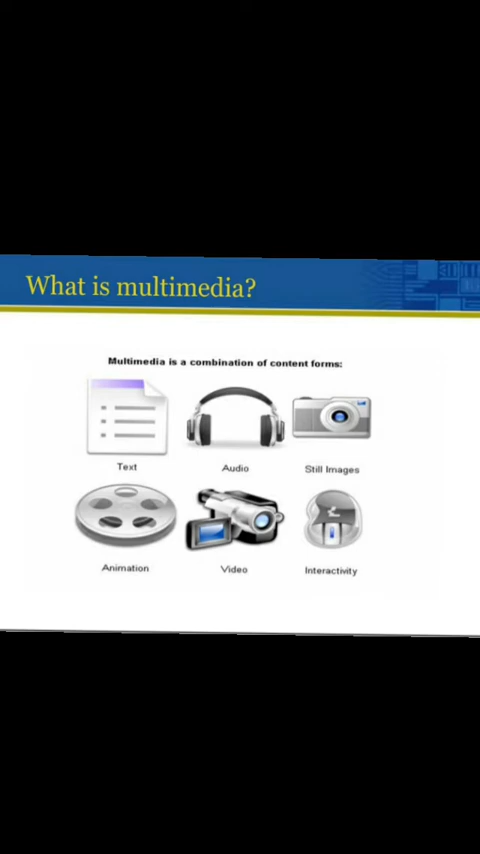 What is multimedia?
Multimedia is a combination of content forms:
Text Audio Still Images
Animation Video Interactivity